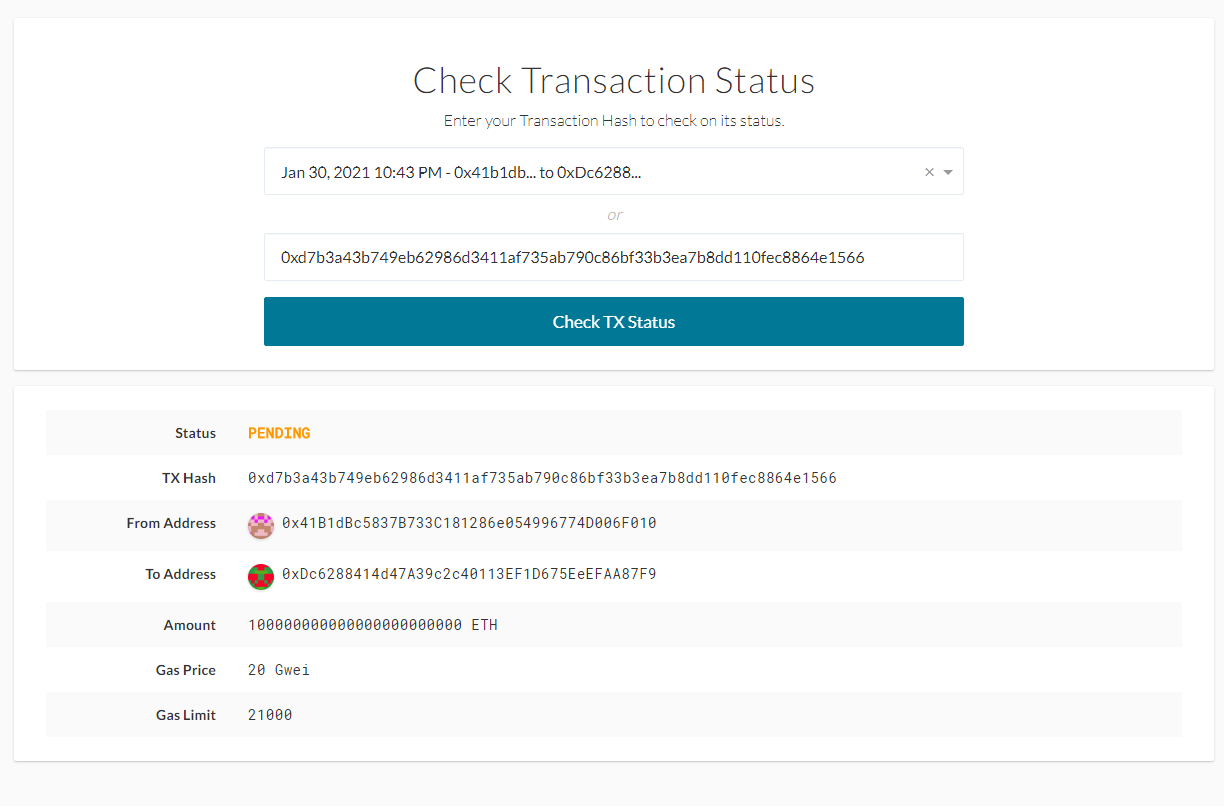 Check Transaction Status
Enter your Transaction Hash to check on its status.
Jan 30, 2021 10:43 PM - 0x41b1db... to 0xDc6288...
or
0xd7b3a43b749eb62986d3411af735ab790c86bf33b3ea7b8dd110fec8864e1566
Check TX Status
Status PENDING
TX Hash 0xd7b3a43b749eb62986d3411af735ab790c86bf33b3ea7b8dd110fec8864e1566
From Address 0x41B1dBc5837B733C181286e054996774D006F010
To Address 0xDc6288414d47A39c2c40113EF1D675EeEFAA87F9
Amount 100000000000000000000000 ETH
Gas Price 20 Gwei
Gas Limit 21000